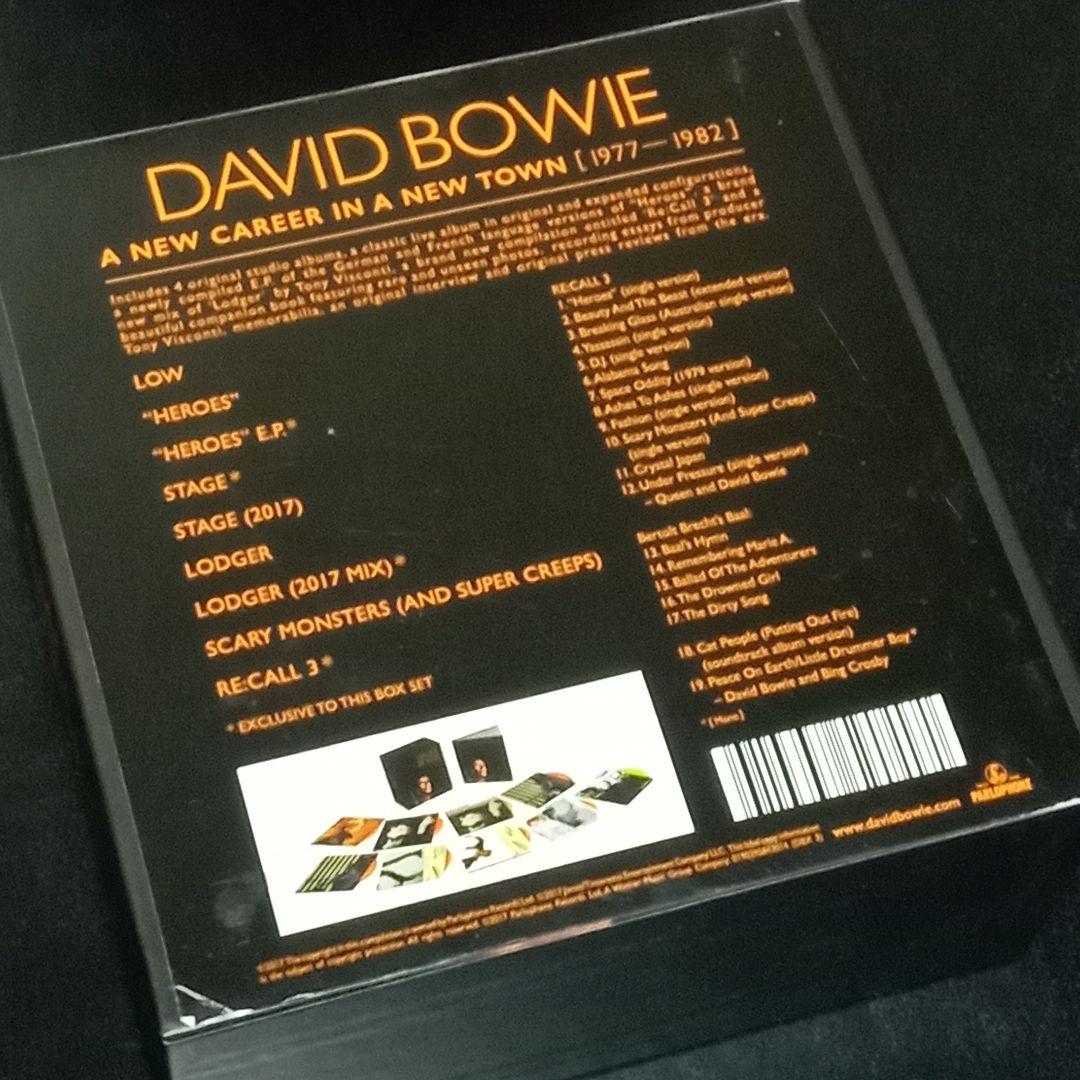 DAVID BOWIE
A NEW CAREER IN A NEW TOWN [ 1977 — 1982 ]
Includes 4 original studio albums, a classic live album in original and expanded configurations,
a newly compiled E.P. of the German and French language versions of "Heroes", a brand
new mix of 'Lodger' by Tony Visconti, a brand new compilation entitled 'Re:Call 3' and a
beautiful companion book featuring rare and unseen photos, recording essays from producer
Tony Visconti, memorabilia, an original interview and original press reviews from the era.
LOW
"HEROES"
"HEROES" E.P.*
STAGE*
STAGE (2017)
LODGER
LODGER (2017 MIX)*
SCARY MONSTERS (AND SUPER CREEPS)
RE:CALL 3*
* EXCLUSIVE TO THIS BOX SET
RE:CALL 3
1. "Heroes" (single version)
2. Beauty And The Beast (extended version)
3. Breaking Glass (Australian single version)
4. Yassassin (single version)
5. D.J. (single version)
6. Alabama Song
7. Space Oddity (1979 version)
8. Ashes To Ashes (single version)
9. Fashion (single version)
10. Scary Monsters (And Super Creeps)
(single version)
11. Crystal Japan
12. Under Pressure (single version)
– Queen and David Bowie
Bertolt Brecht's Baal
13. Baal's Hymn
14. Remembering Marie A.
15. Ballad Of The Adventurers
16. The Drowned Girl
17. The Dirty Song
18. Cat People (Putting Out Fire)
(soundtrack album version)
19. Peace On Earth/Little Drummer Boy*
– David Bowie and Bing Crosby
* [Mono]
PARLOPHONE
www.davidbowie.com